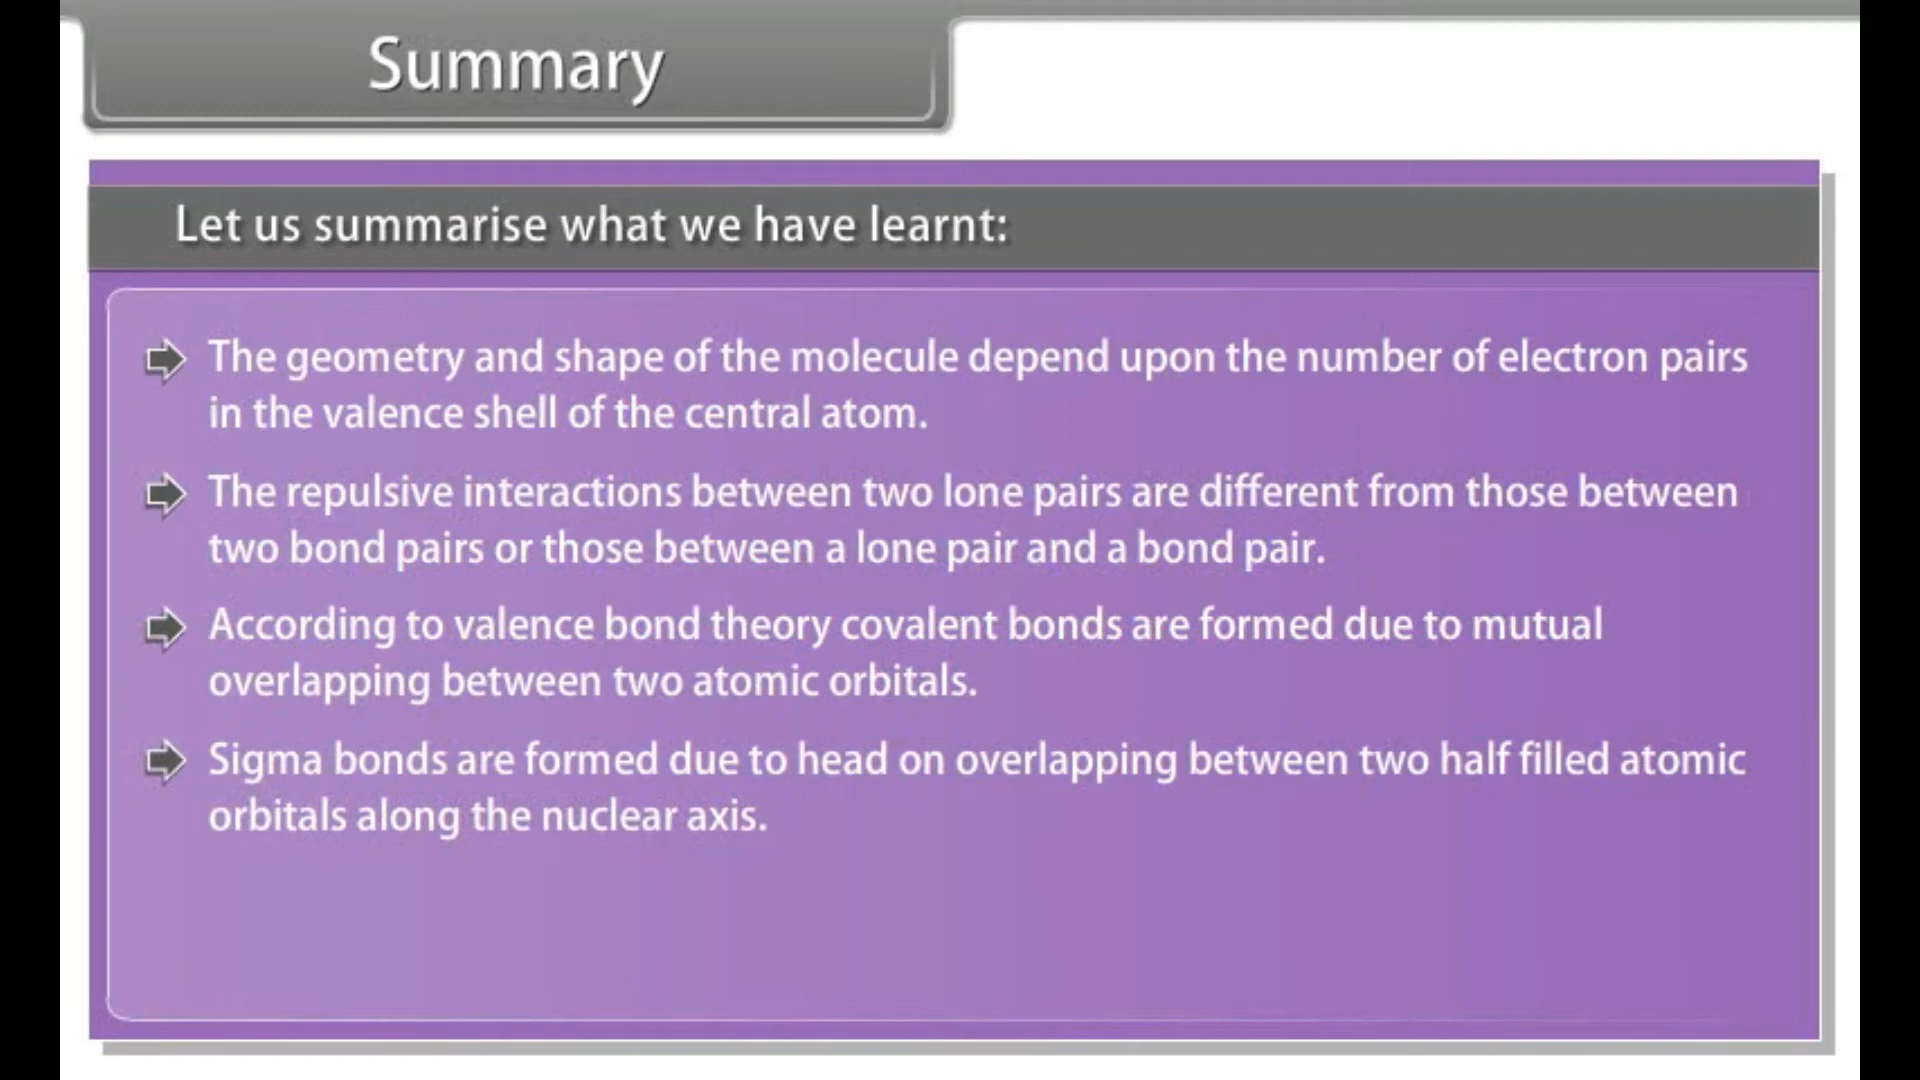 Summary
Let us summarise what we have learnt:
The geometry and shape of the molecule depend upon the number of electron pairs
in the valence shell of the central atom.
The repulsive interactions between two lone pairs are different from those between
two bond pairs or those between a lone pair and a bond pair.
According to valence bond theory covalent bonds are formed due to mutual
overlapping between two atomic orbitals.
Sigma bonds are formed due to head on overlapping between two half filled atomic
orbitals along the nuclear axis.